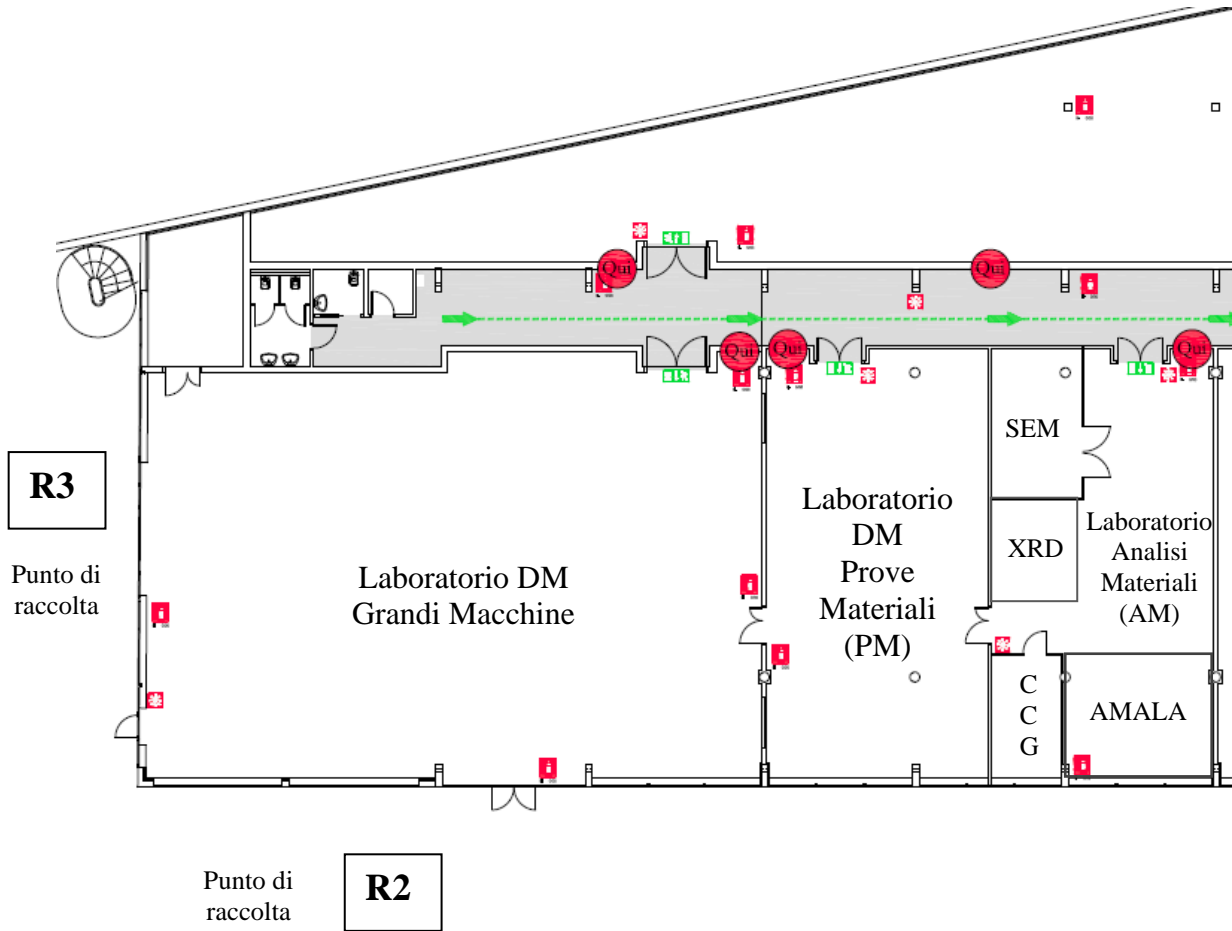 Qui
Qui
Qui
Qui
Qui
SEM
R3
Laboratorio
DM
Prove
Materiali
(PM)
XRD
Laboratorio
Analisi
Materiali
(AM)
Punto di
raccolta
Laboratorio DM
Grandi Macchine
C
C
G
AMALA
Punto di
raccolta
R2